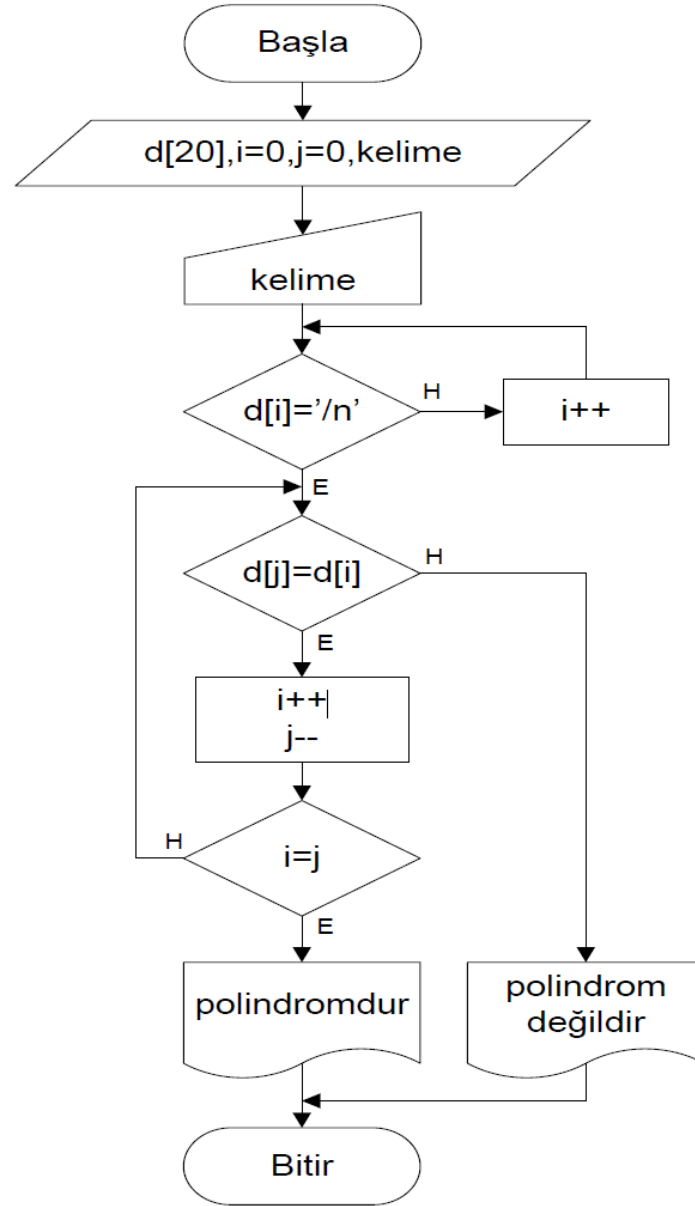 Başla
d[20],i=0,j=0,kelime
kelime
d[i]=’/n’
H
i++
E
d[j]=d[i]
H
E
i++
j--
H
i=j
E
polindromdur
polindrom
değildir
Bitir